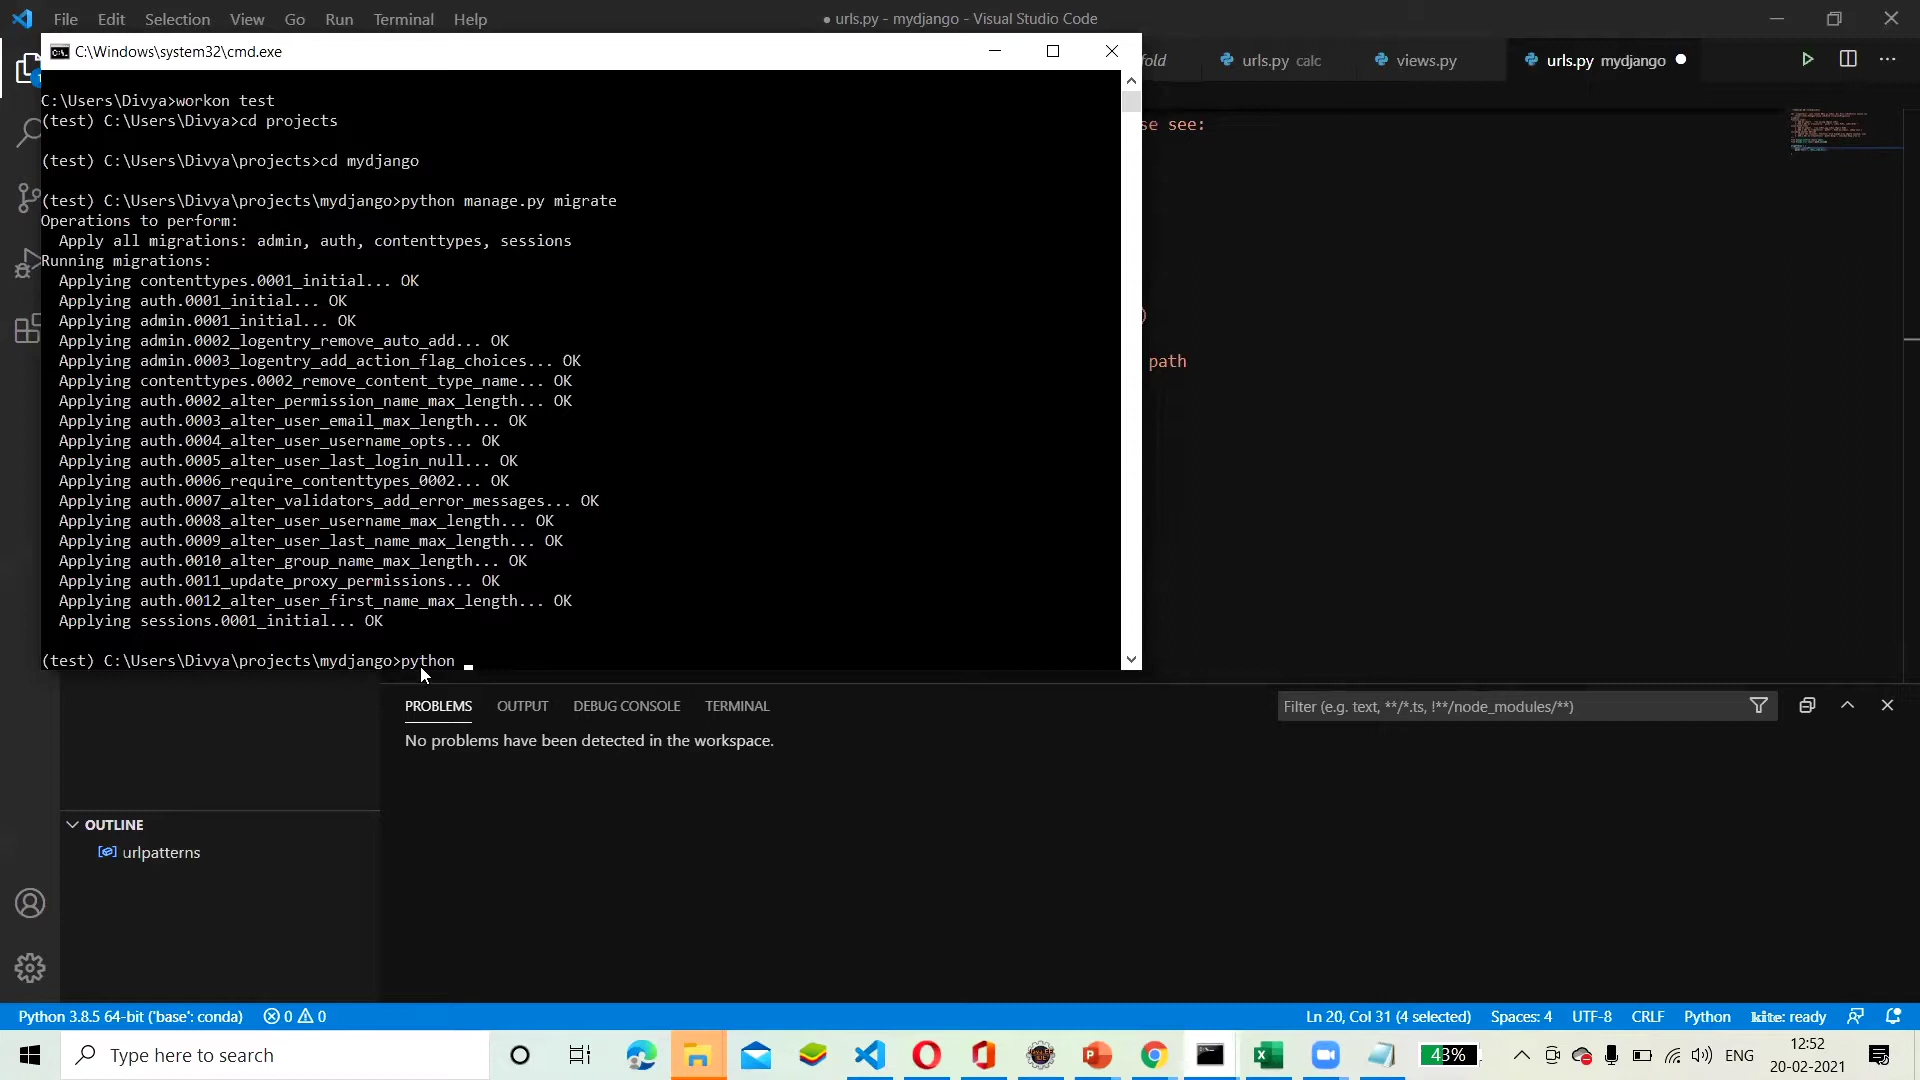 File Edit Selection View Go Run Terminal Help
● urls.py - mydjango - Visual Studio Code
C:\Windows\system32\cmd.exe
old
urls.py calc
views.py
urls.py mydjango
C:\Users\Divya>workon test
(test) C:\Users\Divya>cd projects
(test) C:\Users\Divya\projects>cd mydjango
(test) C:\Users\Divya\projects\mydjango>python manage.py migrate
Operations to perform:
Apply all migrations: admin, auth, contenttypes, sessions
Running migrations:
Applying contenttypes.0001_initial... OK
Applying auth.0001_initial... OK
Applying admin.0001_initial... OK
Applying admin.0002_logentry_remove_auto_add... OK
Applying admin.0003_logentry_add_action_flag_choices... OK
Applying contenttypes.0002_remove_content_type_name... OK
Applying auth.0002_alter_permission_name_max_length... OK
Applying auth.0003_alter_user_email_max_length... OK
Applying auth.0004_alter_user_username_opts... OK
Applying auth.0005_alter_user_last_login_null... OK
Applying auth.0006_require_contenttypes_0002... OK
Applying auth.0007_alter_validators_add_error_messages... OK
Applying auth.0008_alter_user_username_max_length... OK
Applying auth.0009_alter_user_last_name_max_length... OK
Applying auth.0010_alter_group_name_max_length... OK
Applying auth.0011_update_proxy_permissions... OK
Applying auth.0012_alter_user_first_name_max_length... OK
Applying sessions.0001_initial... OK
(test) C:\Users\Divya\projects\mydjango>python
se see:
)
path
PROBLEMS OUTPUT DEBUG CONSOLE TERMINAL
Filter (e.g. text, **/*.ts, !**/node_modules/**)
No problems have been detected in the workspace.
OUTLINE
urlpatterns
Python 3.8.5 64-bit ('base': conda) 0 0
Ln 20, Col 31 (4 selected) Spaces: 4 UTF-8 CRLF Python kite: ready
Type here to search
43%
ENG
12:52
20-02-2021